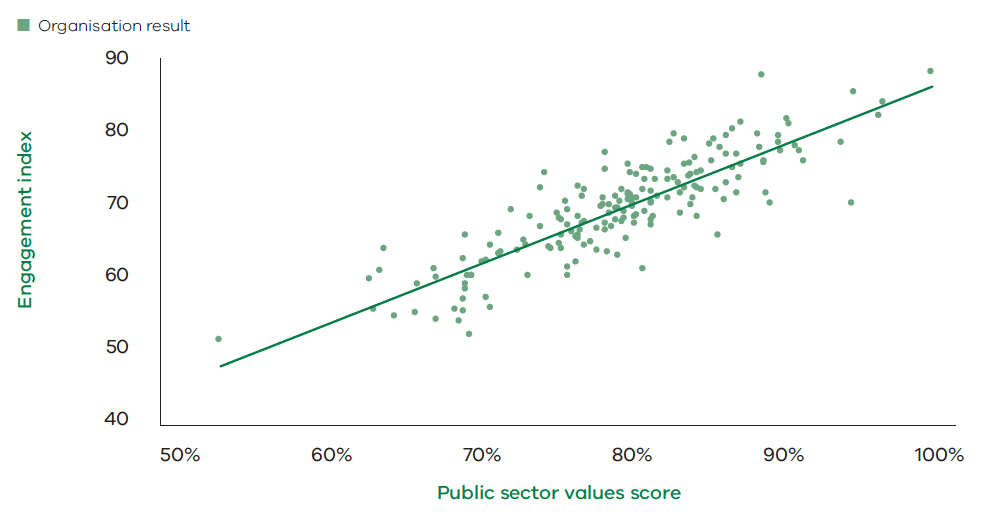 Organisation result
90
80
70
60
50
40
Engagement index
50% 60% 70% 80% 90% 100%
Public sector values score